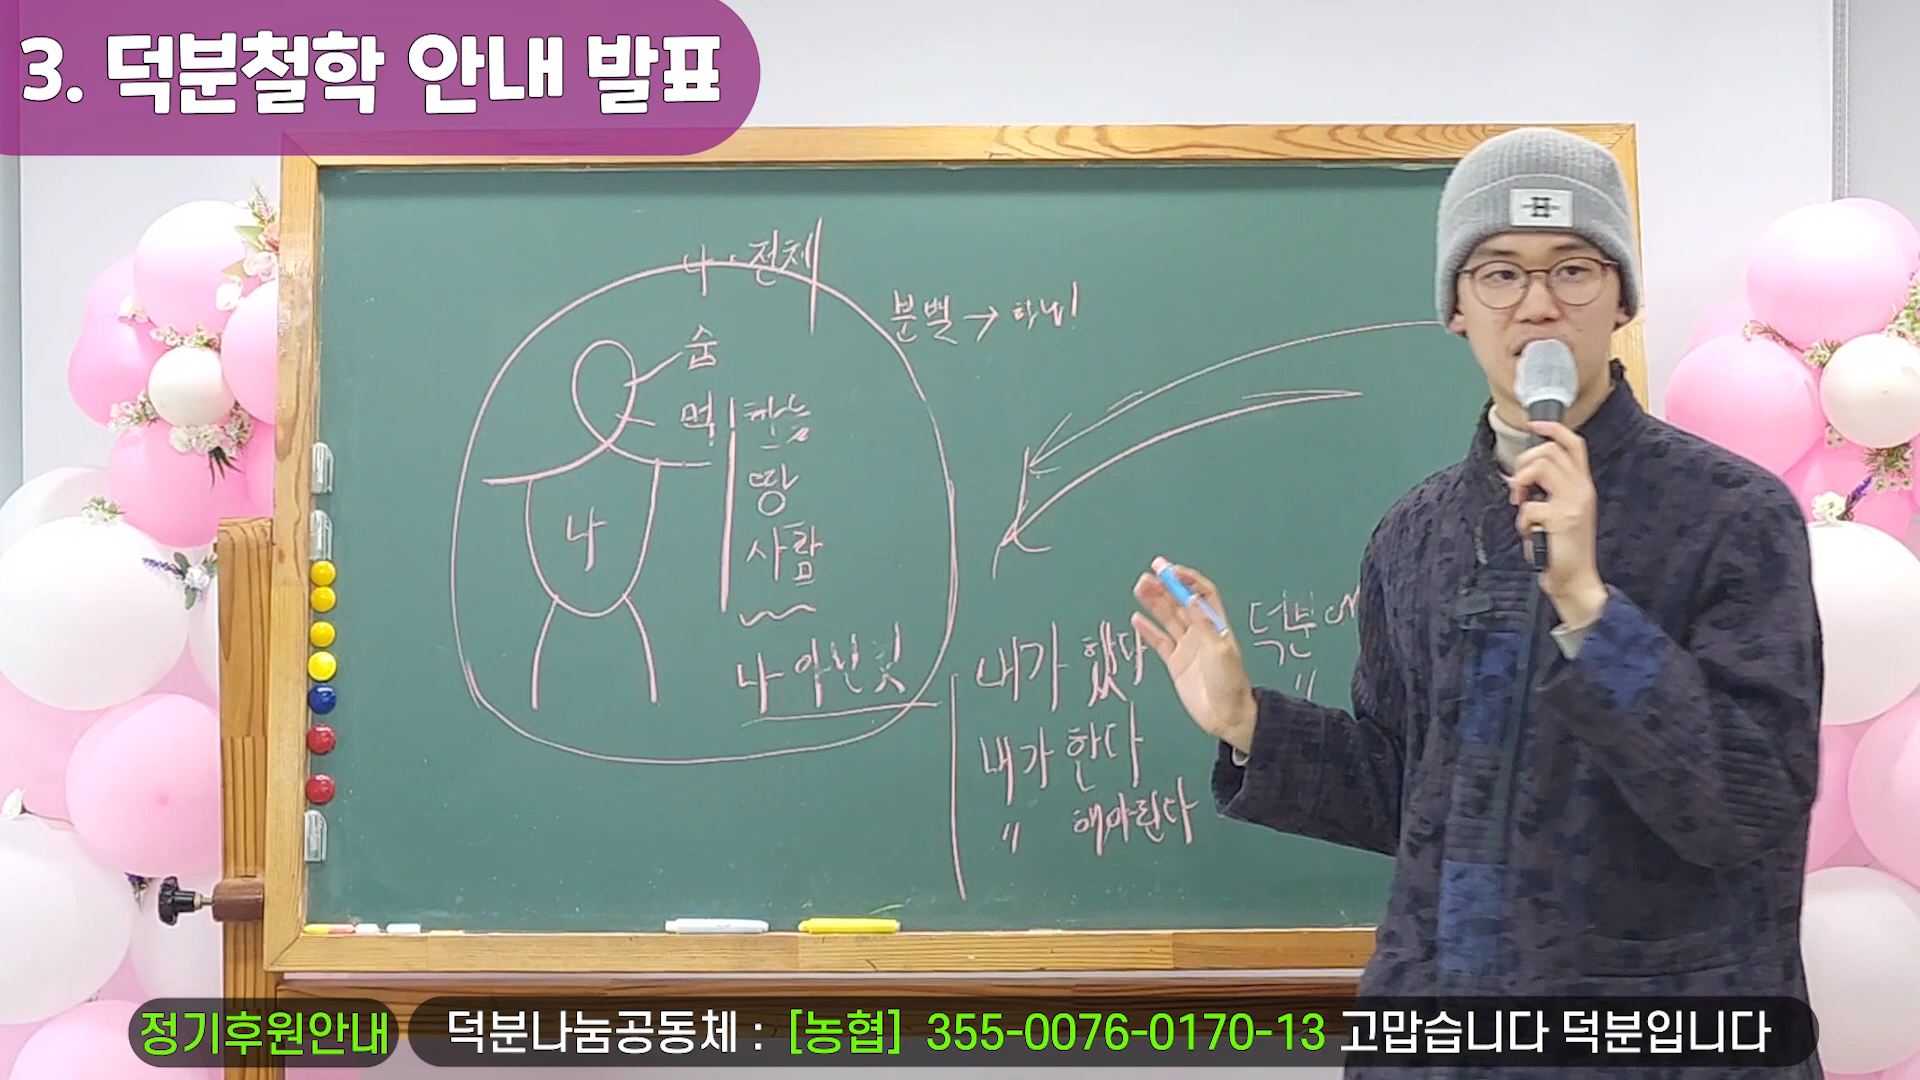 3. 덕분철학 안내 발표
H
나 · 전체
분별 →
숨
먹
하늘
땅
사람
나
나 아닌 것
내가 했다
내가 한다
〃 해야 된다
덕분에
〃
정기후원안내
덕분나눔공동체 : [농협] 355-0076-0170-13 고맙습니다 덕분입니다